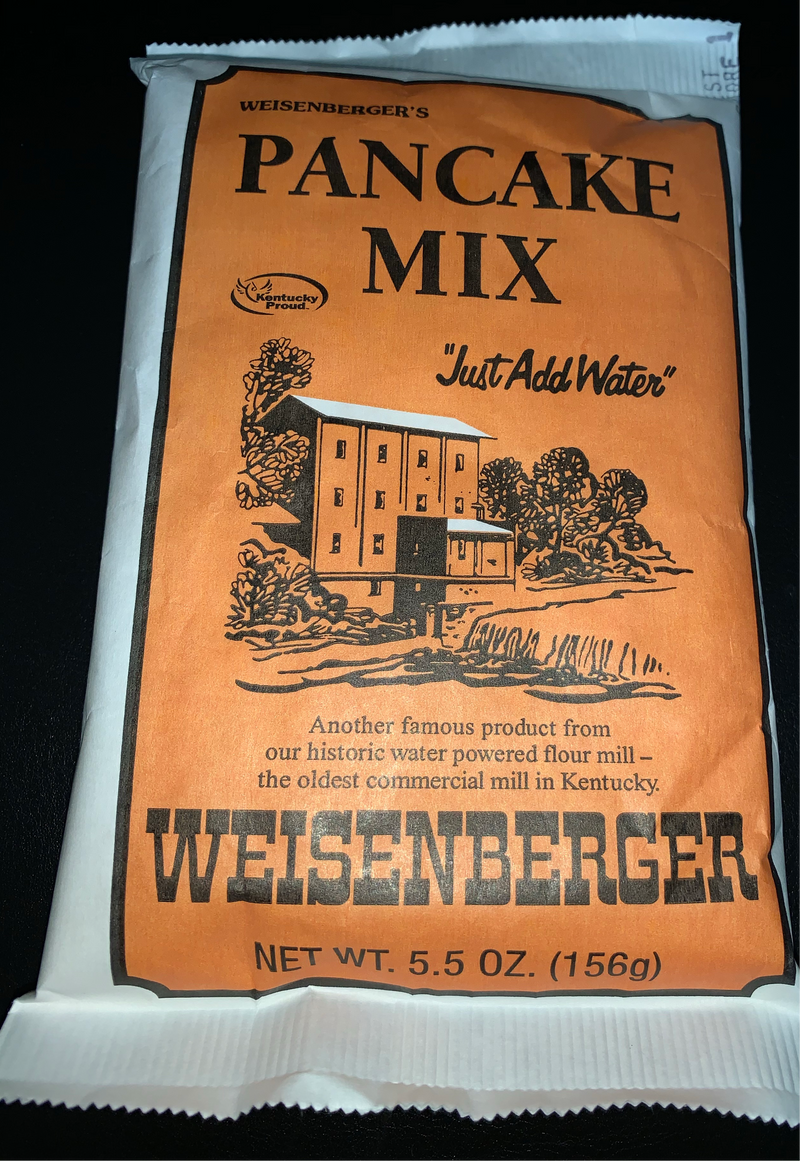 WEISENBERGER'S
PANCAKE
MIX
Kentucky
Proud
"Just Add Water"
Another famous product from
our historic water powered flour mill –
the oldest commercial mill in Kentucky.
WEISENBERGER
NET WT. 5.5 OZ. (156g)